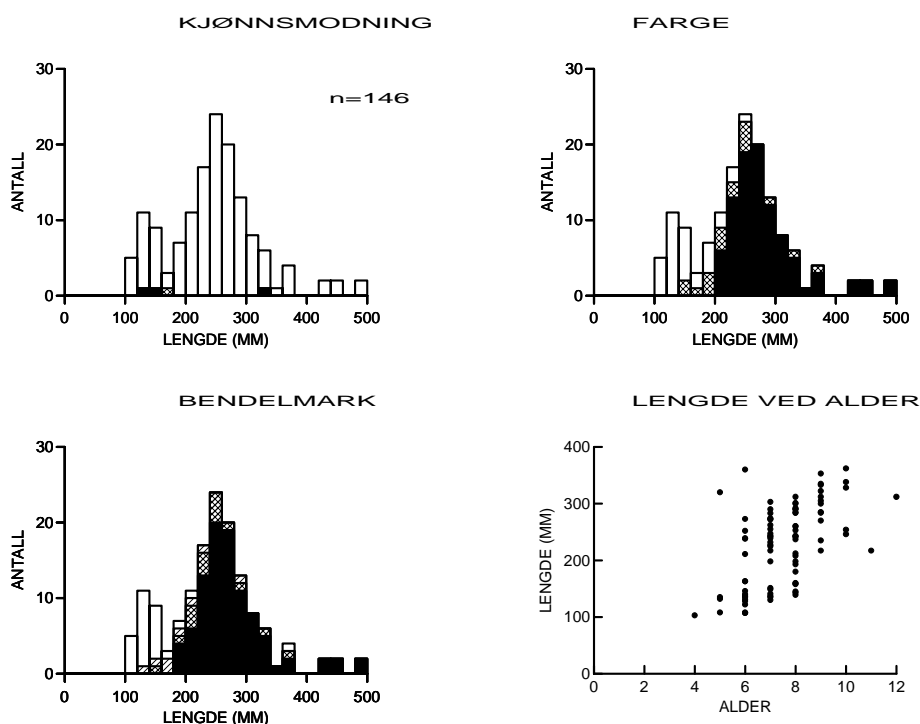 KJØNNSMODNING
30
n=146
20
ANTALL
10
0
0 100 200 300 400 500
LENGDE (MM)
FARGE
30
20
ANTALL
10
0
0 100 200 300 400 500
LENGDE (MM)
BENDELMARK
30
20
ANTALL
10
0
0 100 200 300 400 500
LENGDE (MM)
LENGDE VED ALDER
400
300
LENGDE (MM)
200
100
0
0 2 4 6 8 10 12
ALDER